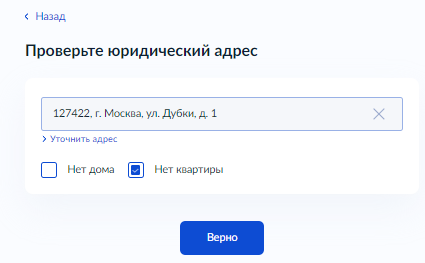 Назад
Проверьте юридический адрес
127422, г. Москва, ул. Дубки, д. 1
Уточнить адрес
Нет дома Нет квартиры
Верно